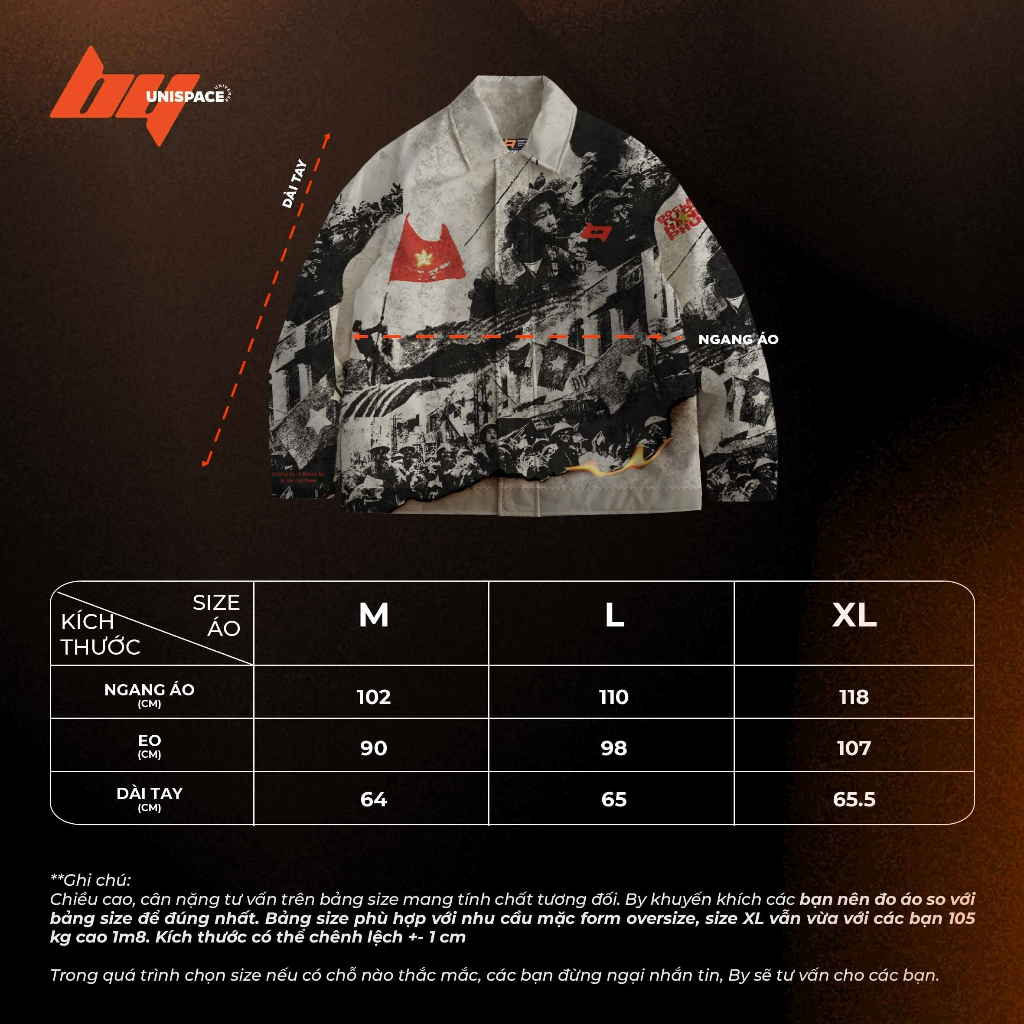 by
UNISPACE
DÀI TAY
NGANG ÁO
SIZE
ÁO
KÍCH
THƯỚC
M
L
XL
NGANG ÁO
(CM)
102
110
118
EO
(CM)
90
98
107
DÀI TAY
(CM)
64
65
65.5
**Ghi chú:
Chiều cao, cân nặng tư vấn trên bảng size mang tính chất tương đối. By khuyến khích các bạn nên đo áo so với
bảng size để đúng nhất. Bảng size phù hợp với nhu cầu mặc form oversize, size XL vẫn vừa với các bạn 105
kg cao 1m8. Kích thước có thể chênh lệch +- 1 cm
Trong quá trình chọn size nếu có chỗ nào thắc mắc, các bạn đừng ngại nhắn tin, By sẽ tư vấn cho các bạn.